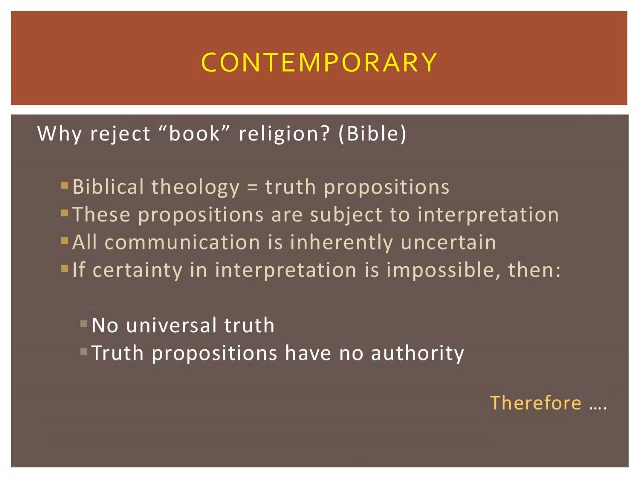 CONTEMPORARY
Why reject “book” religion? (Bible)
▪Biblical theology = truth propositions
▪These propositions are subject to interpretation
▪All communication is inherently uncertain
▪If certainty in interpretation is impossible, then:
▪No universal truth
▪Truth propositions have no authority
Therefore ….